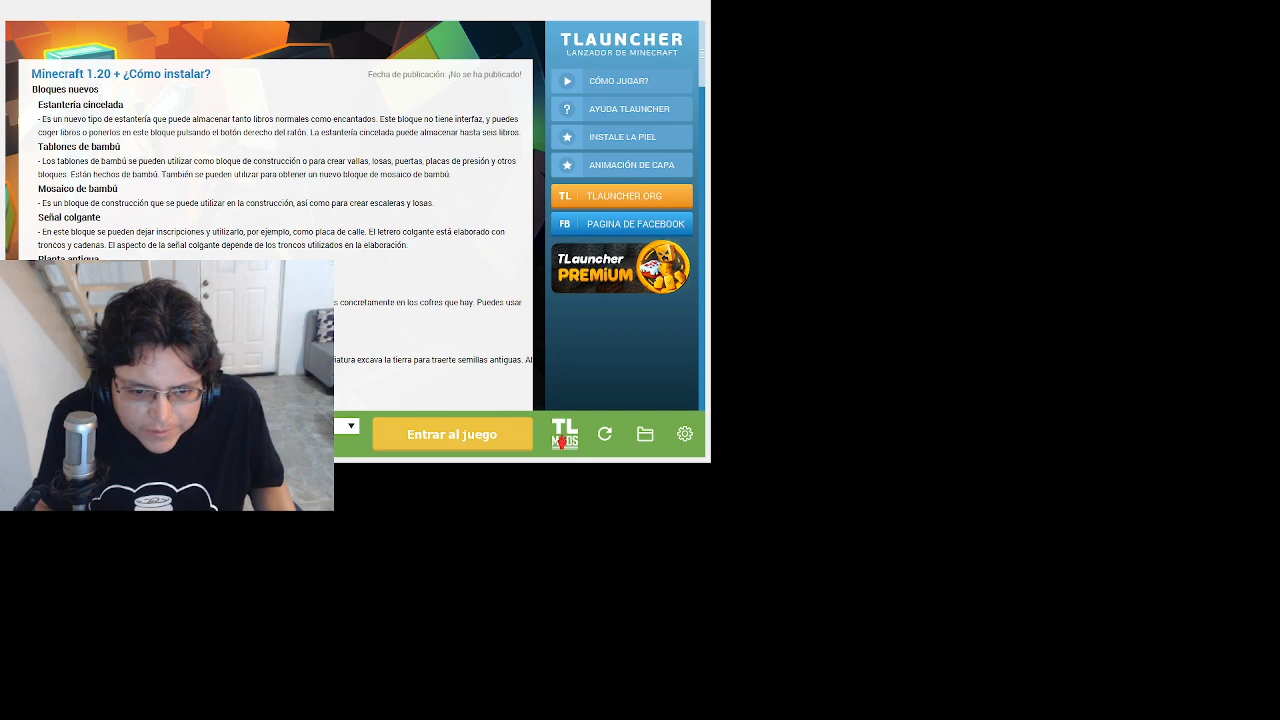 Minecraft 1.20 + ¿Cómo instalar?
Fecha de publicación: ¡No se ha publicado!
Bloques nuevos
Estantería cincelada
- Es un nuevo tipo de estantería que puede almacenar tanto libros normales como encantados. Este bloque no tiene interfaz, y puedes
coger libros o ponerlos en este bloque pulsando el botón derecho del ratón. La estantería cincelada puede almacenar hasta seis libros.
Tablones de bambú
- Los tablones de bambú se pueden utilizar como bloque de construcción o para crear vallas, losas, puertas, placas de presión y otros
bloques. Están hechos de bambú. También se pueden utilizar para obtener un nuevo bloque de mosaico de bambú.
Mosaico de bambú
- Es un bloque de construcción que se puede utilizar en la construcción, así como para crear escaleras y losas.
Señal colgante
- En este bloque se pueden dejar inscripciones y utilizarlo, por ejemplo, como placa de calle. El letrero colgante está elaborado con
troncos y cadenas. El aspecto de la señal colgante depende de los troncos utilizados en la elaboración.
Planta antigua
s concretamente en los cofres que hay. Puedes usar
iatura excava la tierra para traerte semillas antiguas. Al
Entrar al juego
TLAUNCHER
LANZADOR DE MINECRAFT
CÓMO JUGAR?
? AYUDA TLAUNCHER
INSTALE LA PIEL
ANIMACIÓN DE CAPA
TL TLAUNCHER.ORG
FB PAGINA DE FACEBOOK
TLauncher
PREMIUM
TL
MODS